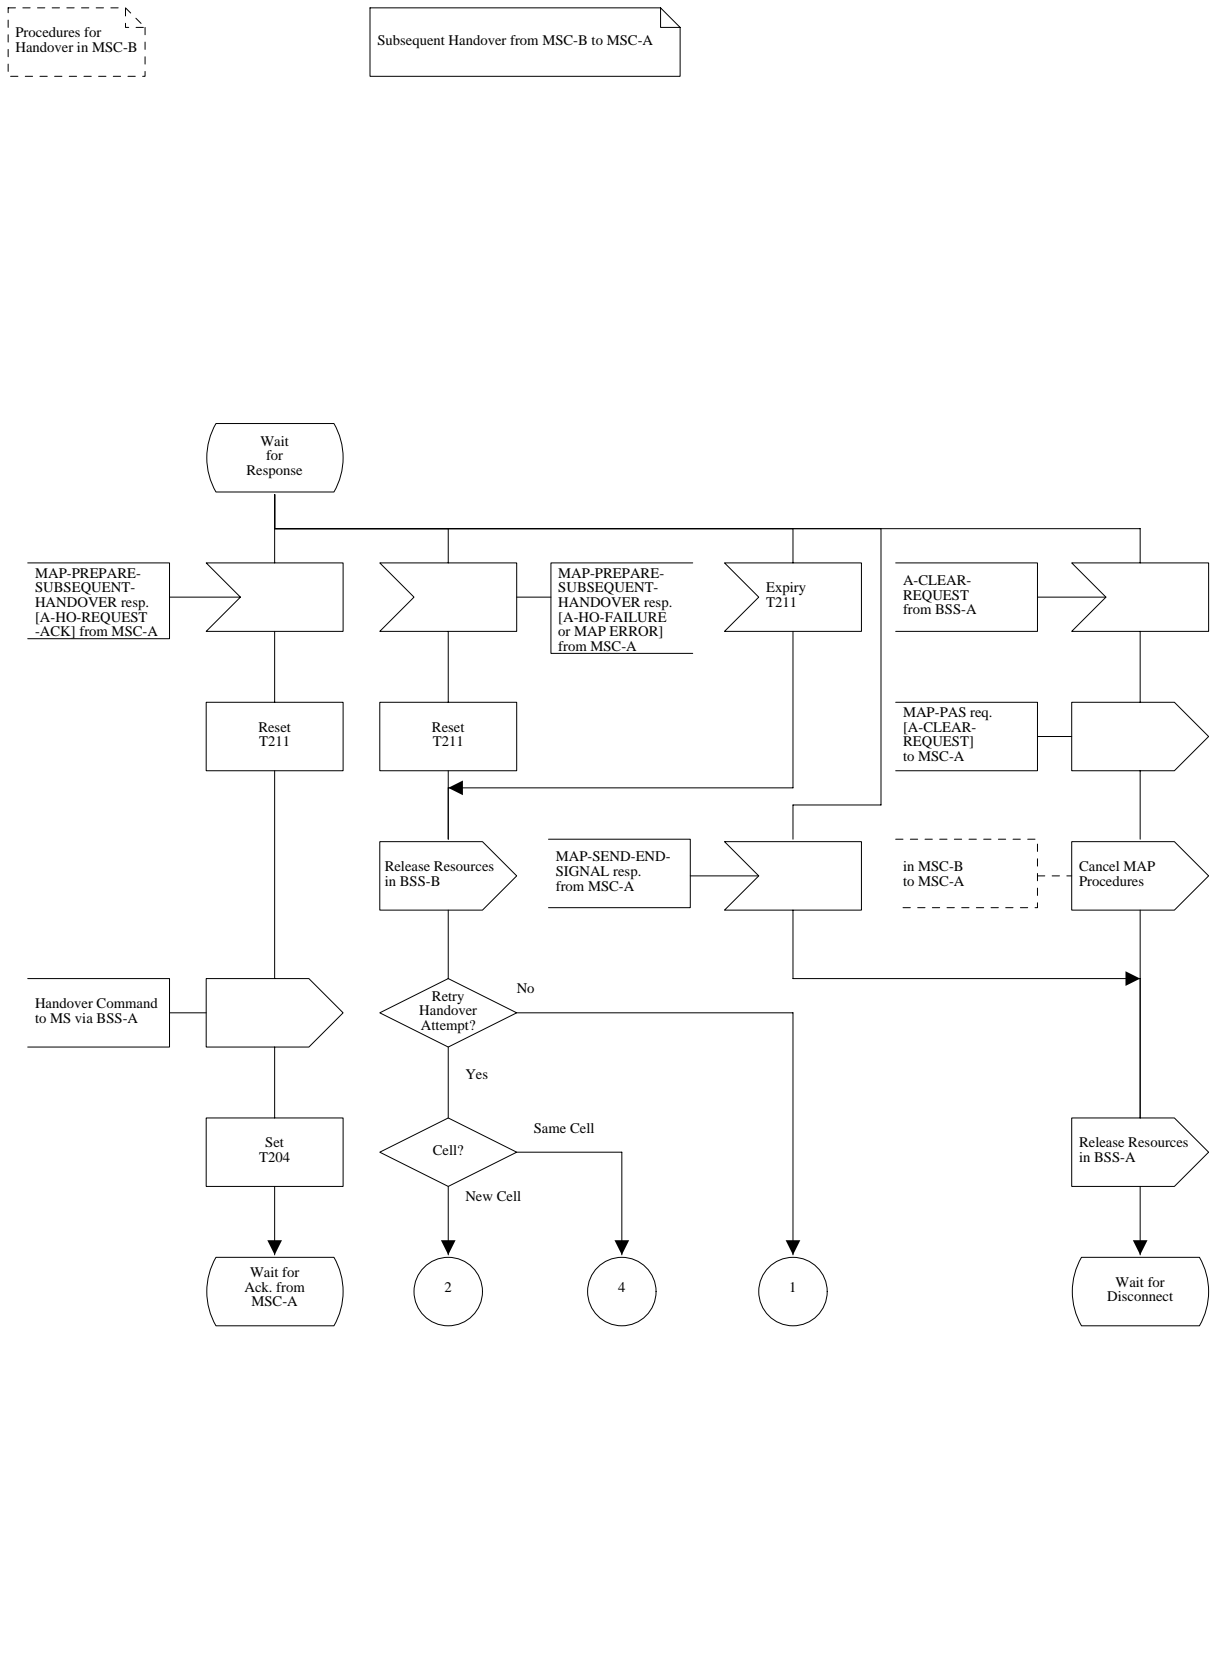 Procedures for
Handover in MSC-B
Subsequent Handover from MSC-B to MSC-A
Wait
for
Response
MAP-PREPARE-
SUBSEQUENT-
HANDOVER resp.
[A-HO-REQUEST
-ACK] from MSC-A
MAP-PREPARE-
SUBSEQUENT-
HANDOVER resp.
[A-HO-FAILURE
or MAP ERROR]
from MSC-A
Expiry
T211
A-CLEAR-
REQUEST
from BSS-A
Reset
T211
Reset
T211
MAP-PAS req.
[A-CLEAR-
REQUEST]
to MSC-A
Release Resources
in BSS-B
MAP-SEND-END-
SIGNAL resp.
from MSC-A
in MSC-B
to MSC-A
Cancel MAP
Procedures
Handover Command
to MS via BSS-A
Retry
Handover
Attempt?
No
Yes
Set
T204
Cell?
Same Cell
New Cell
Release Resources
in BSS-A
Wait for
Ack. from
MSC-A
2
4
1
Wait for
Disconnect